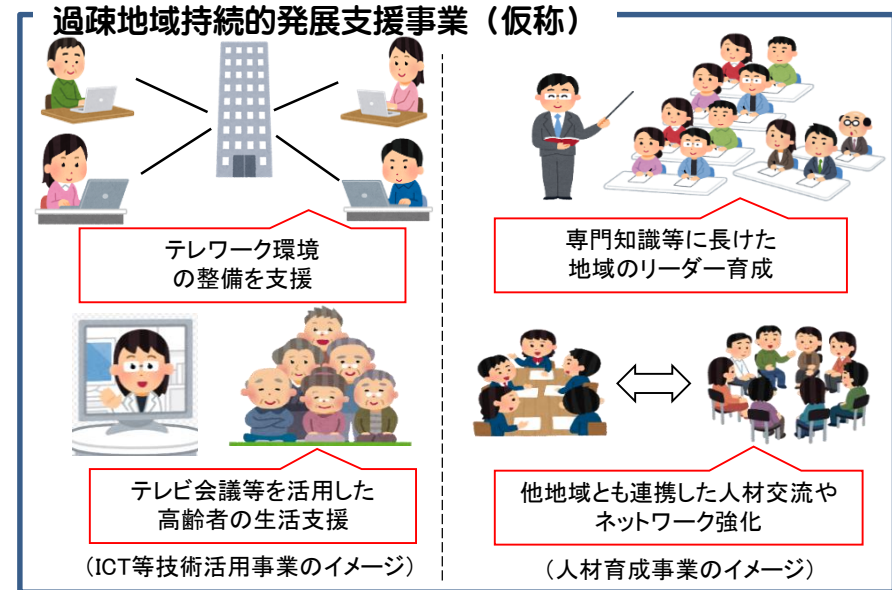 過疎地域持続的発展支援事業（仮称）
テレワーク環境
の整備を支援
テレビ会議等を活用した
高齢者の生活支援
（ICT等技術活用事業のイメージ）
専門知識等に長けた
地域のリーダー育成
他地域とも連携した人材交流や
ネットワーク強化
（人材育成事業のイメージ）